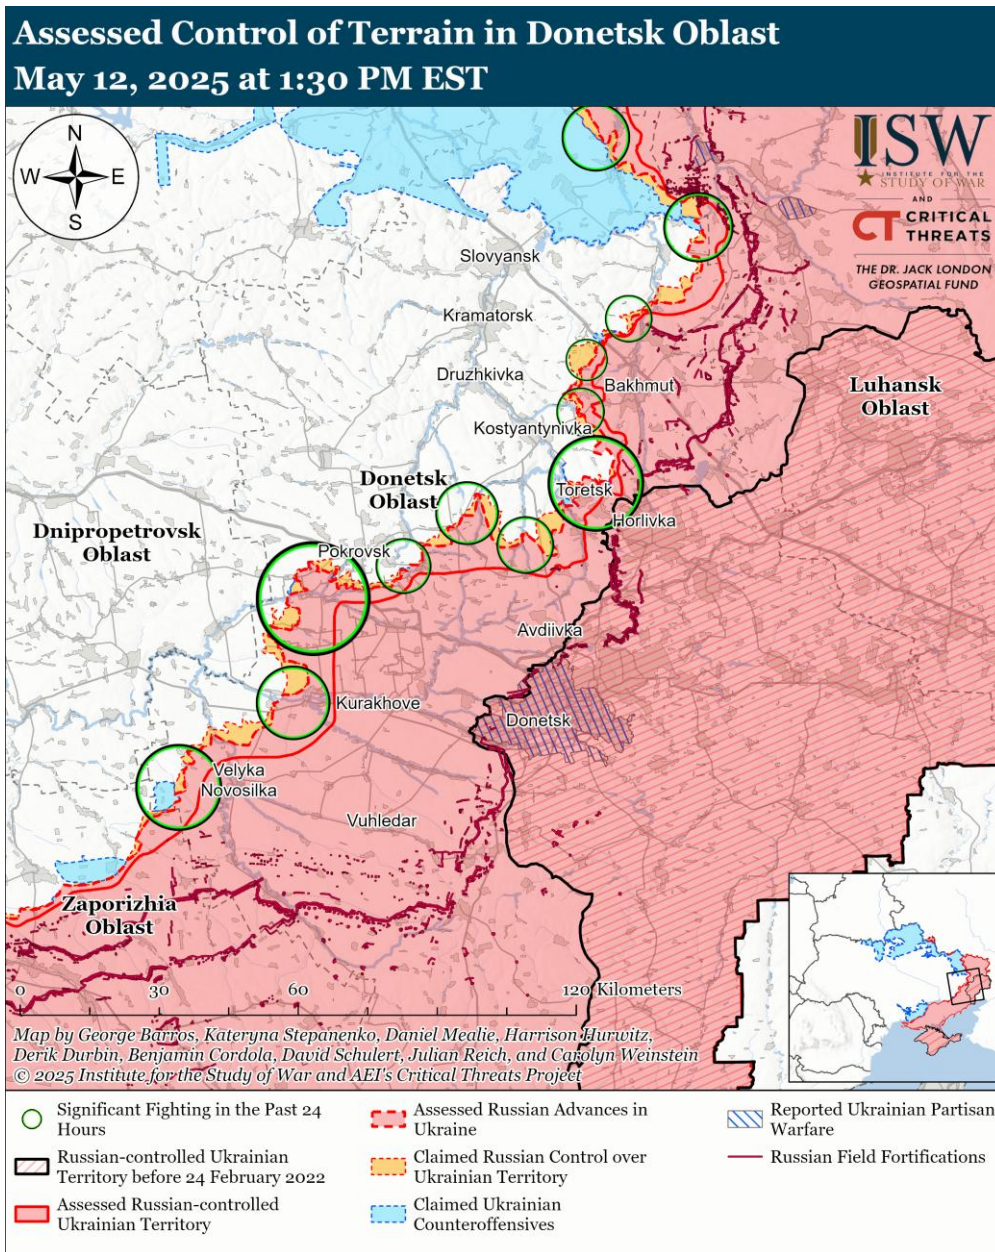 Assessed Control of Terrain in Donetsk Oblast
May 12, 2025 at 1:30 PM EST
N
W
E
S
ISW
INSTITUTE FOR THE
STUDY OF WAR
AND
CT CRITICAL
THREATS
THE DR. JACK LONDON
GEOSPATIAL FUND
Slovyansk
Kramatorsk
Druzhkivka
Bakhmut
Luhansk
Oblast
Kostyantynivka
Donetsk
Oblast
Toretsk
Horlivka
Dnipropetrovsk
Oblast
Pokrovsk
Avdiivka
Kurakhove
Donetsk
Velyka
Novosilka
Vuhledar
Zaporizhia
Oblast
0
30
60
120 Kilometers
Map by George Barros, Kateryna Stepanenko, Daniel Mealie, Harrison Hurwitz,
Derik Durbin, Benjamin Cordola, David Schulert, Julian Reich, and Carolyn Weinstein
© 2025 Institute for the Study of War and AEI's Critical Threats Project
Significant Fighting in the Past 24
Hours
Russian-controlled Ukrainian
Territory before 24 February 2022
Assessed Russian-controlled
Ukrainian Territory
Assessed Russian Advances in
Ukraine
Claimed Russian Control over
Ukrainian Territory
Claimed Ukrainian
Counteroffensives
Reported Ukrainian Partisan
Warfare
Russian Field Fortifications